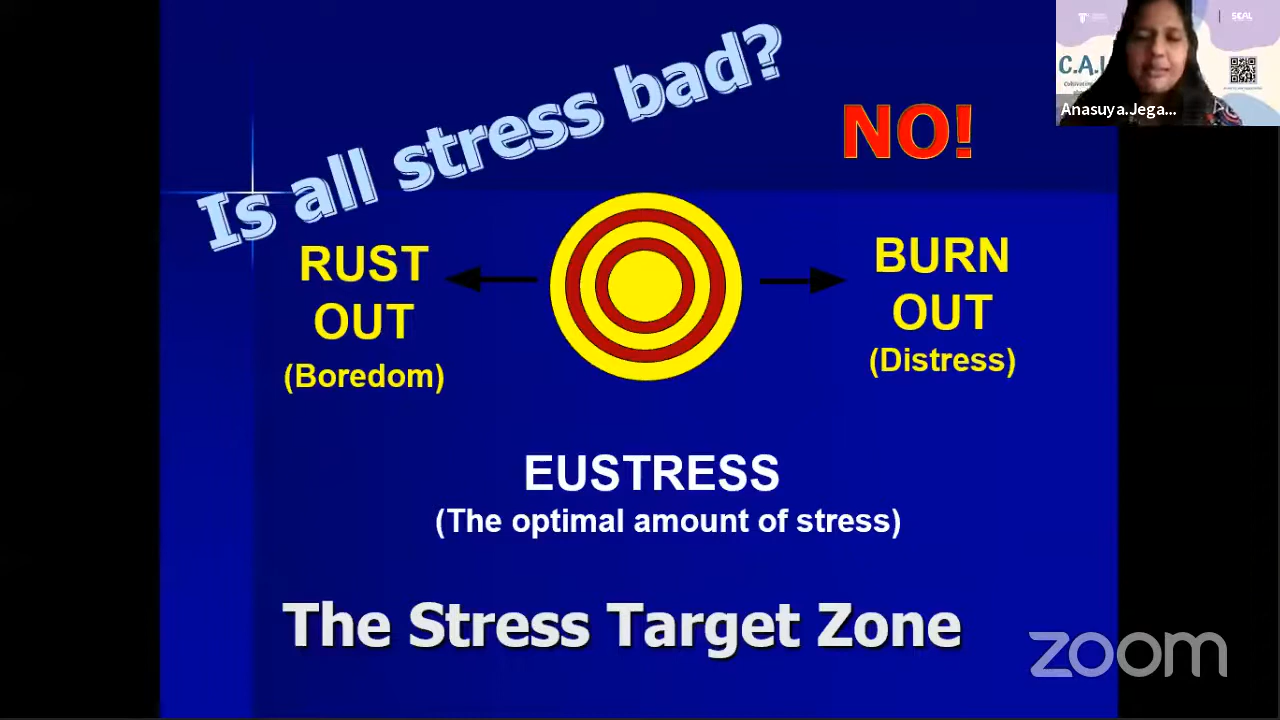 Is all stress bad?
NO!
RUST
OUT
(Boredom)
BURN
OUT
(Distress)
EUSTRESS
(The optimal amount of stress)
The Stress Target Zone
SEAL
C.A.L
Anasuya.Jega...
zoom